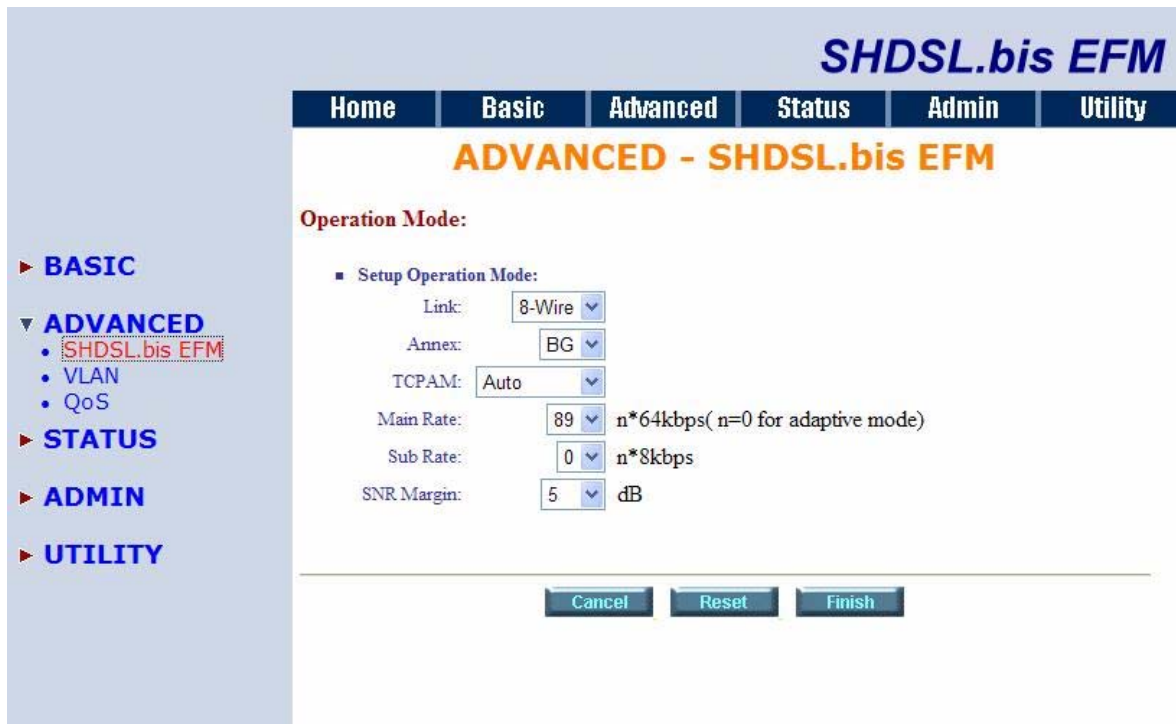 SHDSL.bis EFM
Home Basic Advanced Status Admin Utility
ADVANCED - SHDSL.bis EFM
Operation Mode:
BASIC
ADVANCED
SHDSL.bis EFM
VLAN
QoS
STATUS
ADMIN
UTILITY
Setup Operation Mode:
Link: 8-Wire
Annex: BG
TCPAM: Auto
Main Rate: 89 n*64kbps( n=0 for adaptive mode)
Sub Rate: 0 n*8kbps
SNR Margin: 5 dB
Cancel Reset Finish